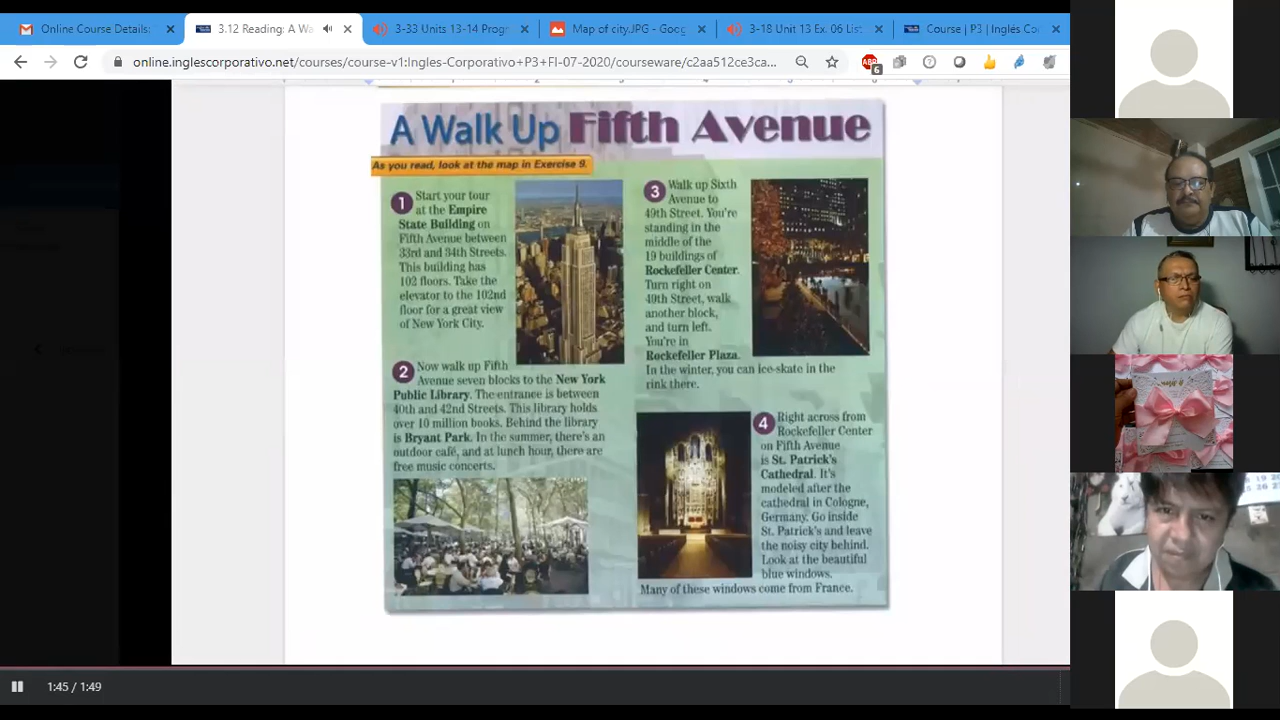 Online Course Details:
3.12 Reading: A Wa
3-33 Units 13-14 Prog
Map of city.JPG - Goog
3-18 Unit 13 Ex. 06 List
Course | P3 | Inglés Co
online.inglescorporativo.net/courses/course-v1:Ingles-Corporativo+P3+FI-07-2020/courseware/c2aa512ce3ca...
ABP
6
A Walk Up Fifth Avenue
As you read, look at the map in Exercise 9.
1 Start your tour
at the Empire
State Building on
Fifth Avenue between
33rd and 34th Streets.
This building has
102 floors. Take the
elevator to the 102nd
floor for a great view
of New York City.
2 Now walk up Fifth
Avenue seven blocks to the New York
Public Library. The entrance is between
40th and 42nd Streets. This library holds
over 10 million books. Behind the library
is Bryant Park. In the summer, there's an
outdoor café, and at lunch hour, there are
free music concerts.
3 Walk up Sixth
Avenue to
49th Street. You're
standing in the
middle of the
19 buildings of
Rockefeller Center.
Turn right on
49th Street, walk
another block,
and turn left.
You're in
Rockefeller Plaza.
In the winter, you can ice-skate in the
rink there.
4 Right across from
Rockefeller Center
on Fifth Avenue
is St. Patrick's
Cathedral. It's
modeled after the
cathedral in Cologne,
Germany. Go inside
St. Patrick's and leave
the noisy city behind.
Look at the beautiful
blue windows.
Many of these windows come from France.
1:45 / 1:49